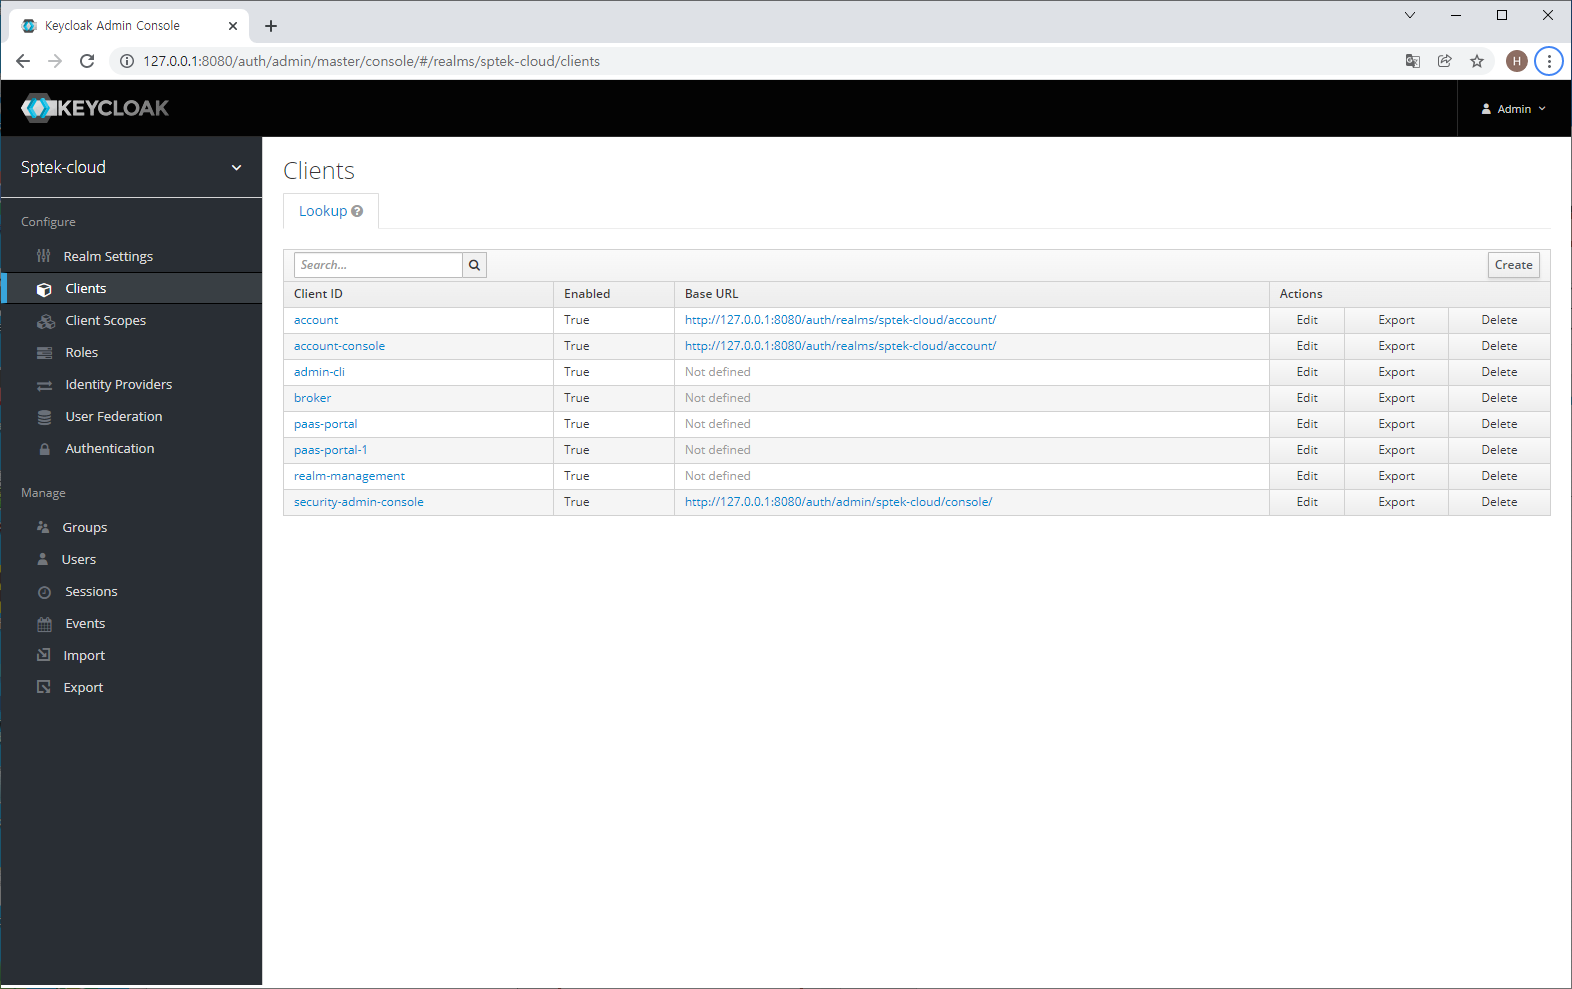 Keycloak Admin Console
127.0.0.1:8080/auth/admin/master/console/#/realms/sptek-cloud/clients
H
KEYCLOAK
Admin
Sptek-cloud
Configure
Realm Settings
Clients
Client Scopes
Roles
Identity Providers
User Federation
Authentication
Manage
Groups
Users
Sessions
Events
Import
Export
Clients
Lookup
Search...
Create
Client ID Enabled Base URL Actions
account True http://127.0.0.1:8080/auth/realms/sptek-cloud/account/ Edit Export Delete
account-console True http://127.0.0.1:8080/auth/realms/sptek-cloud/account/ Edit Export Delete
admin-cli True Not defined Edit Export Delete
broker True Not defined Edit Export Delete
paas-portal True Not defined Edit Export Delete
paas-portal-1 True Not defined Edit Export Delete
realm-management True Not defined Edit Export Delete
security-admin-console True http://127.0.0.1:8080/auth/admin/sptek-cloud/console/ Edit Export Delete